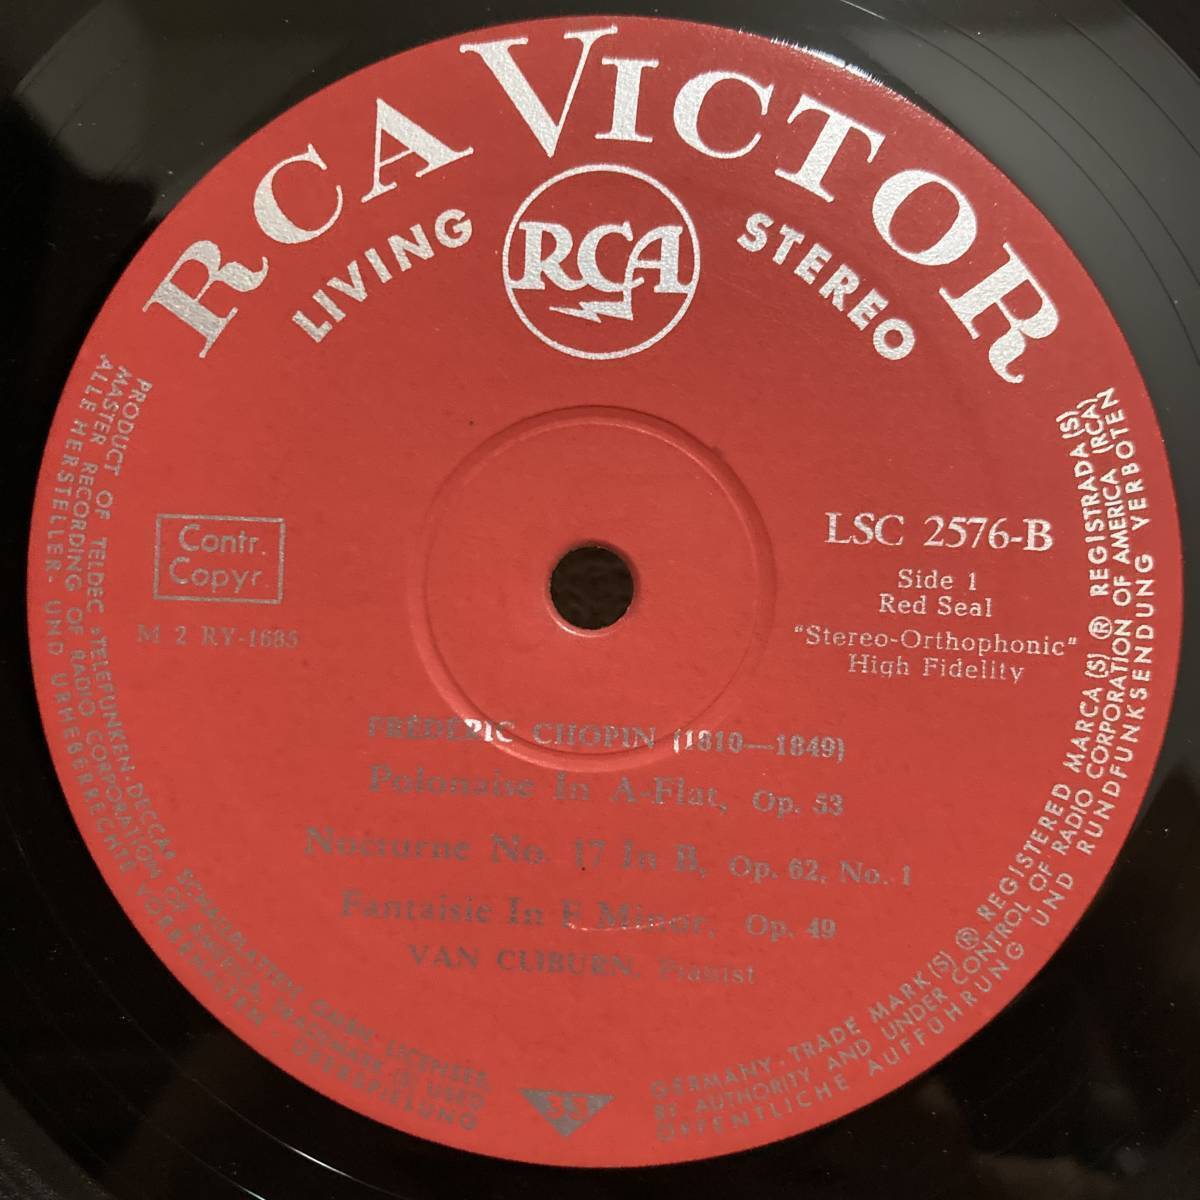 RCA VICTOR
LIVING STEREO
RCA
Contr.
Copyr.
M 2 RY-1685
LSC 2576-B
Side 1
Red Seal
"Stereo-Orthophonic"
High Fidelity
FRÉDÉRIC CHOPIN (1810—1849)
Polonaise In A-Flat, Op. 53
Nocturne No. 17 In B, Op. 62, No. 1
Fantaisie In F Minor, Op. 49
VAN CLIBURN, Pianist
33
PRODUCT OF TELDEC »TELEFUNKEN-DECCA« SCHALLPLATTEN GMBH, LICENSEE, GERMANY · TRADE MARK(S) ® REGISTERED MARCA(S) ® REGISTRADA(S)
MASTER RECORDING OF RADIO CORPORATION OF AMERICA, TRADEMARK(S) USED BY AUTHORITY AND UNDER CONTROL OF RADIO CORPORATION OF AMERICA (RCA)
ALLE HERSTELLER- UND URHEBERRECHTE VORBEHALTEN · ÜBERSPIELUNG ÖFFENTLICHE AUFFÜHRUNG UND RUNDFUNKSENDUNG VERBOTEN